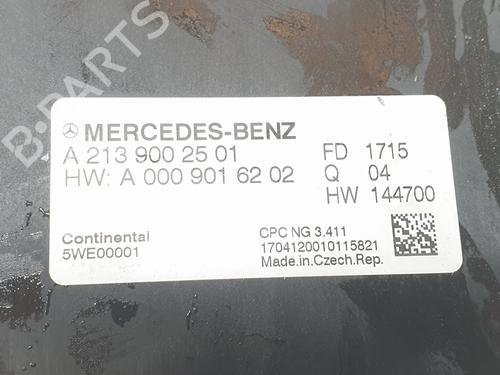 B-PARTS
MERCEDES-BENZ
A 213 900 25 01
HW: A 000 901 62 02
FD 1715
Q 04
HW 144700
Continental
5WE00001
CPC NG 3.411
1704120010115821
Made.in.Czech.Rep.